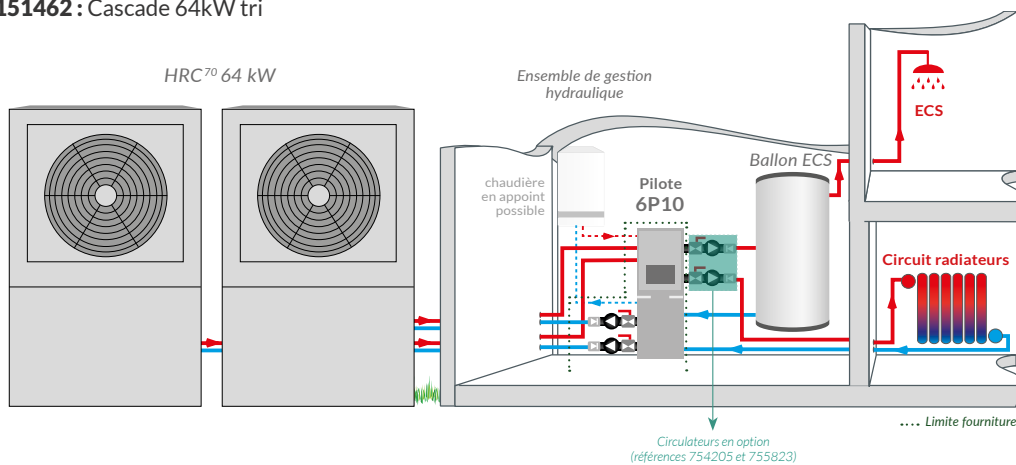 151462 : Cascade 64kW tri
HRC70 64 kW
Ensemble de gestion
hydraulique
ECS
chaudière
en appoint
possible
Pilote
6P10
Ballon ECS
Circuit radiateurs
.... Limite fourniture
Circulateurs en option
(références 754205 et 755823)